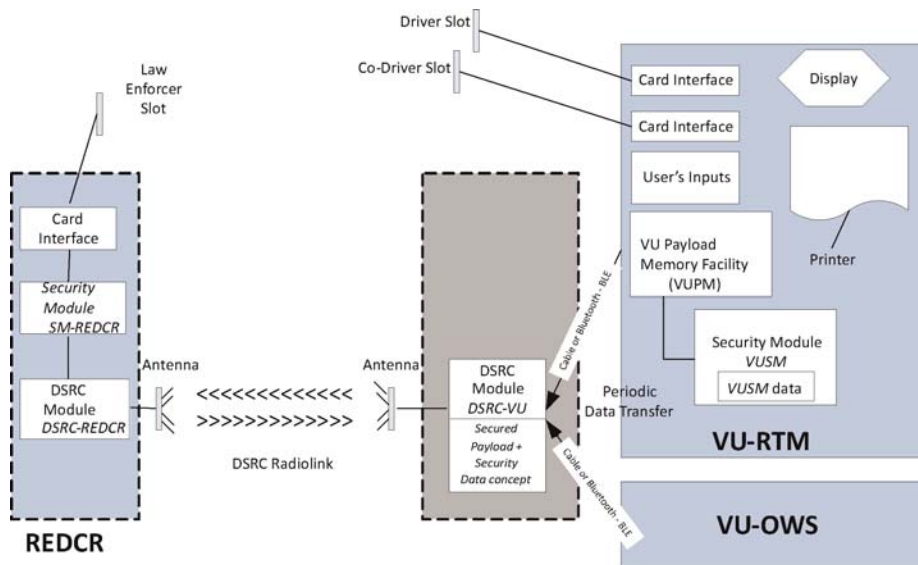 Driver Slot
Co-Driver Slot
Law
Enforcer
Slot
Card
Interface
Security
Module
SM-REDCR
DSRC
Module
DSRC-REDCR
REDCR
Antenna
<<<<<<<<<<<<<
>>>>>>>>>>>>>
DSRC Radiolink
Antenna
DSRC
Module
DSRC-VU
Secured
Payload +
Security
Data concept
Cable or Bluetooth - BLE
Periodic
Data Transfer
Cable or Bluetooth - BLE
Card Interface
Display
Card Interface
User's Inputs
VU Payload
Memory Facility
(VUPM)
Printer
Security Module
VUSM
VUSM data
VU-RTM
VU-OWS